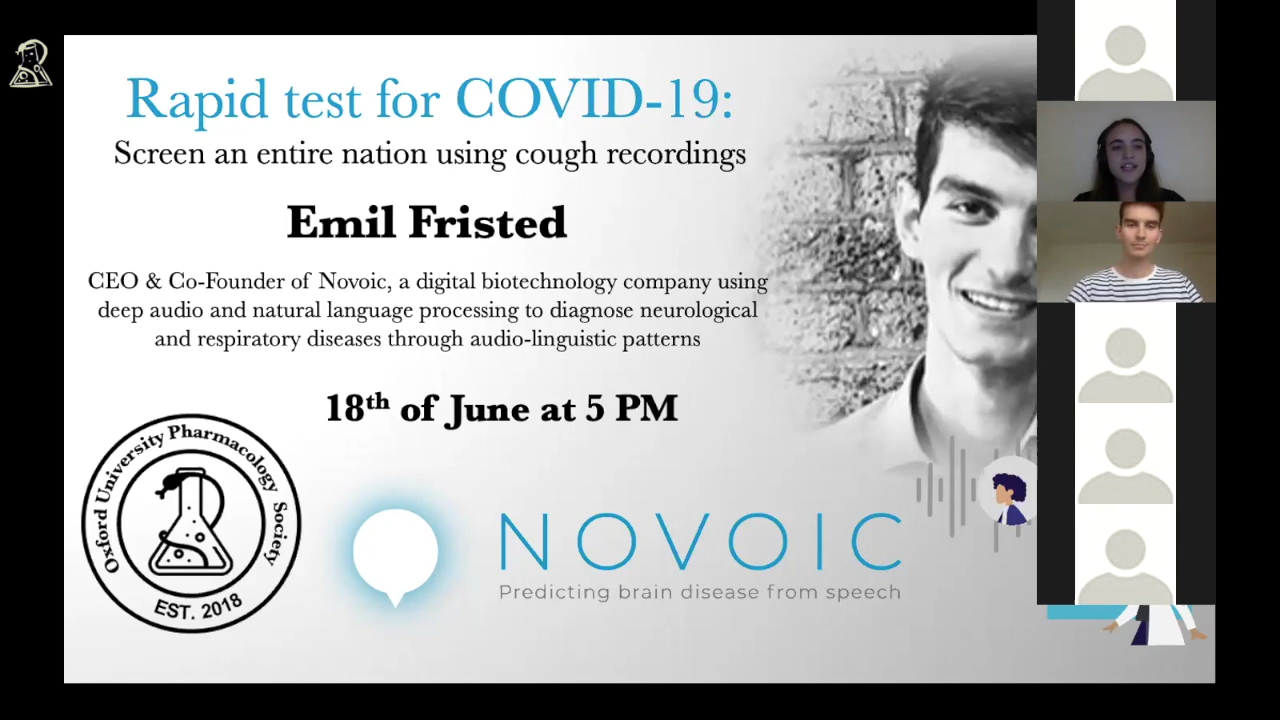 Rapid test for COVID-19:
Screen an entire nation using cough recordings
Emil Fristed
CEO & Co-Founder of Novoic, a digital biotechnology company using
deep audio and natural language processing to diagnose neurological
and respiratory diseases through audio-linguistic patterns
18th of June at 5 PM
Oxford University Pharmacology Society
EST. 2018
NOVOIC
Predicting brain disease from speech